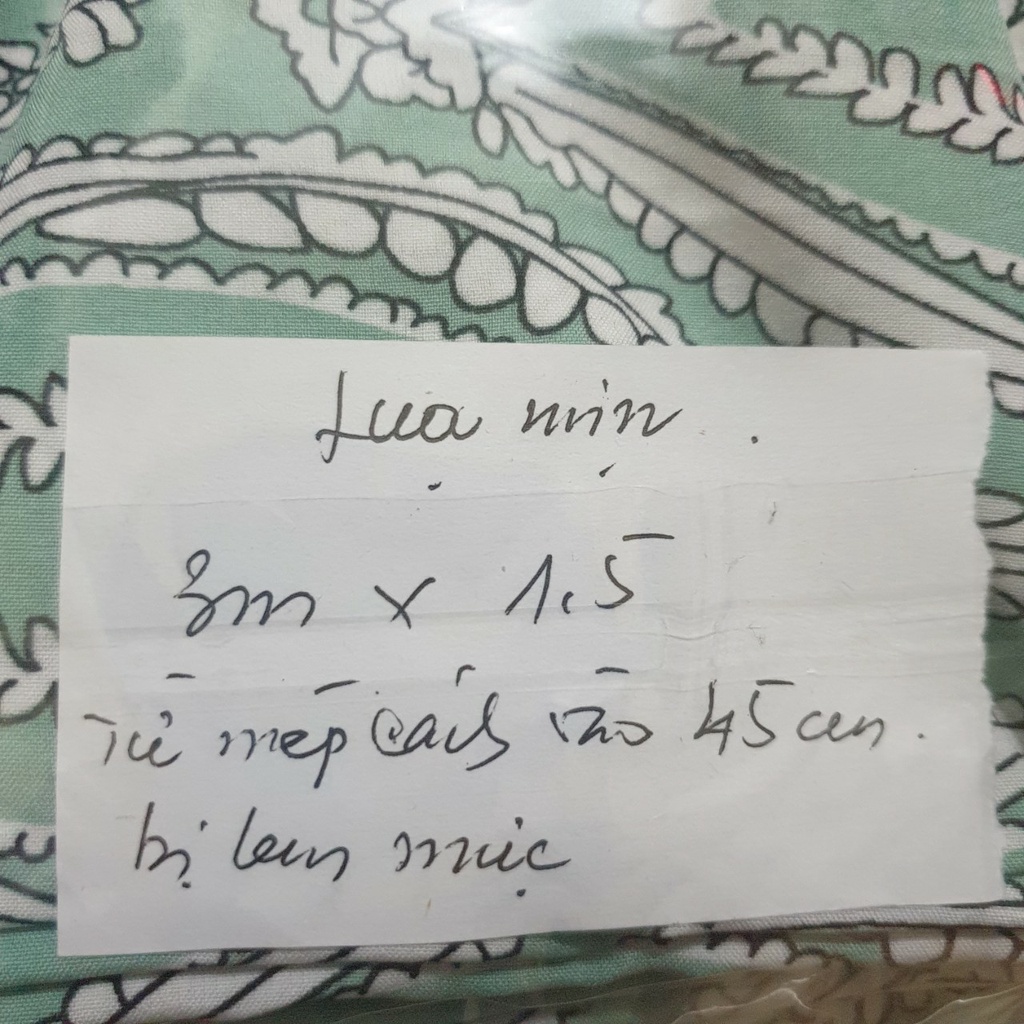 Lụa mịn.
3m x 1.5
Từ mép cách vào 45 cm.
bị lem mực